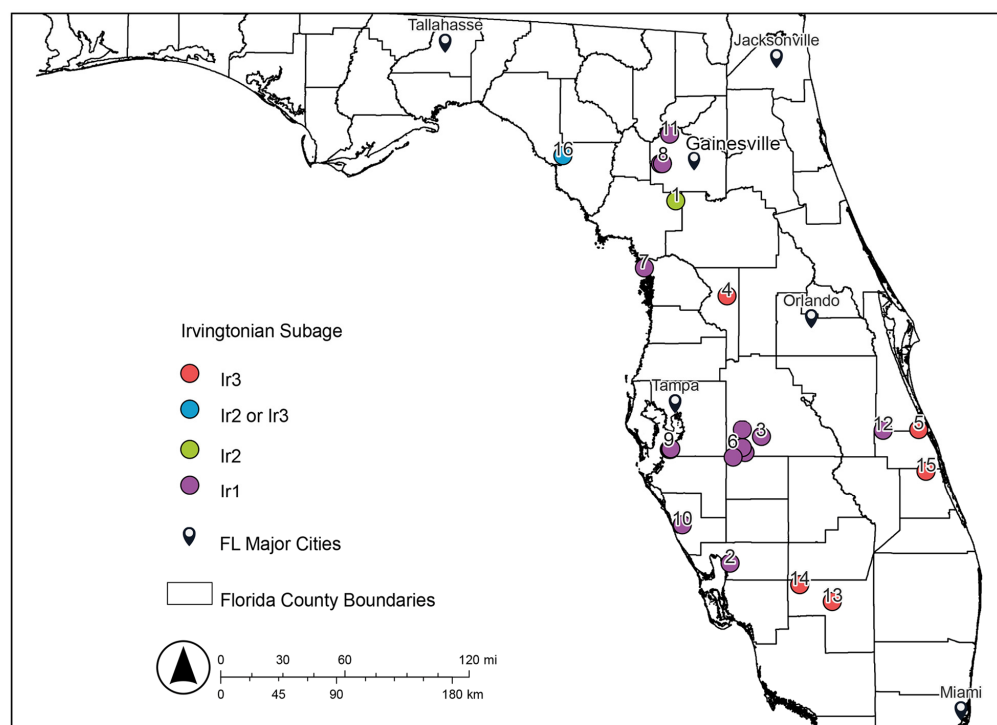 Tallahasse
Jacksonville
11
Gainesville
16
8
1
7
4
Orlando
Irvingtonian Subage
Ir3
Tampa
Ir2 or Ir3
3
12
5
9
6
Ir2
15
Ir1
10
FL Major Cities
2
14
13
Florida County Boundaries
0 30 60 120 mi
0 45 90 180 km
Miami